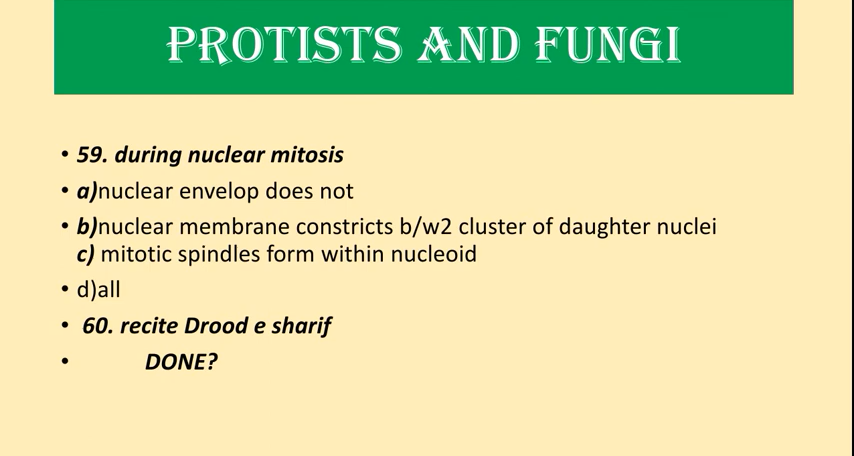 PROTISTS AND FUNGI
• 59. during nuclear mitosis
• a)nuclear envelop does not
• b)nuclear membrane constricts b/w2 cluster of daughter nuclei
c) mitotic spindles form within nucleoid
• d)all
• 60. recite Drood e sharif
• DONE?